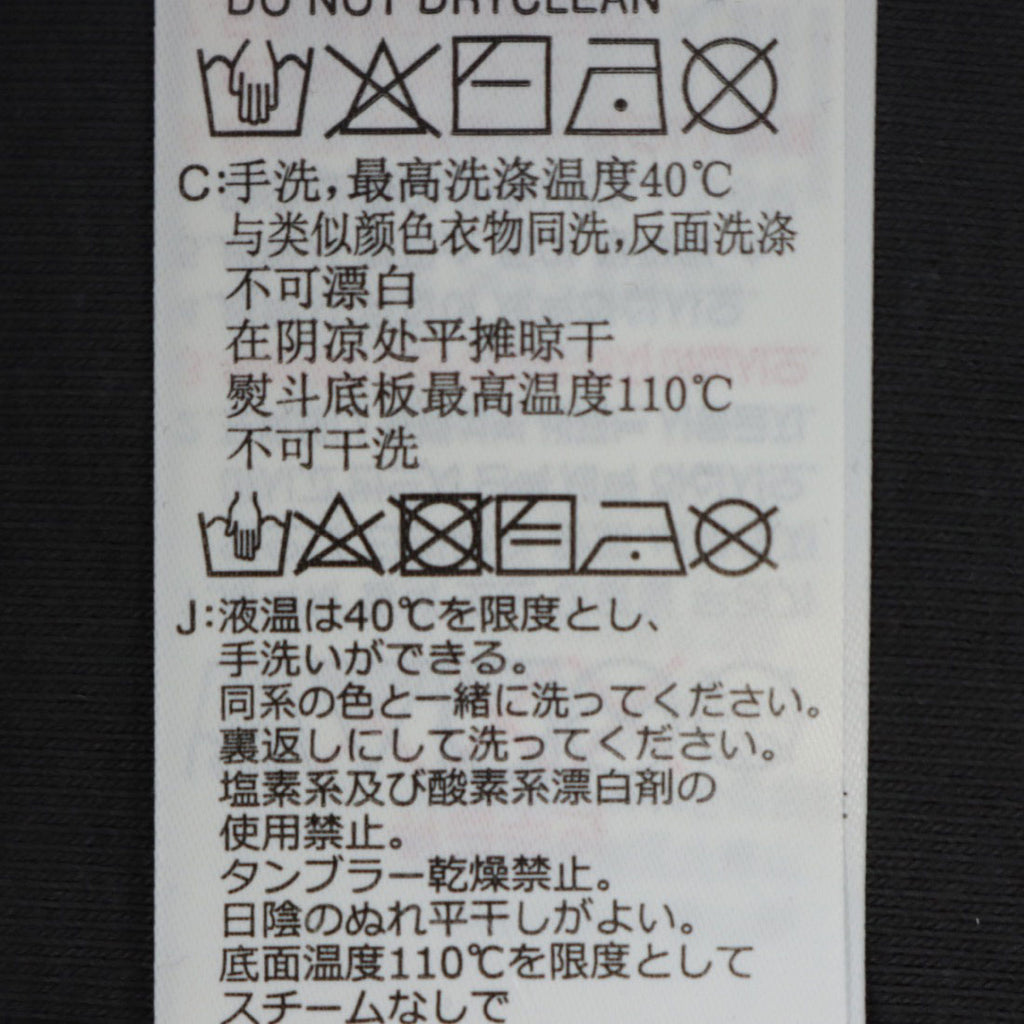 DO NOT DRYCLEAN
C:手洗,最高洗涤温度40℃
与类似颜色衣物同洗,反面洗涤
不可漂白
在阴凉处平摊晾干
熨斗底板最高温度110℃
不可干洗
J:液温は40℃を限度とし、
手洗いができる。
同系の色と一緒に洗ってください。
裏返しにして洗ってください。
塩素系及び酸素系漂白剤の
使用禁止。
タンブラー乾燥禁止。
日陰のぬれ平干しがよい。
底面温度110℃を限度として
スチームなしで